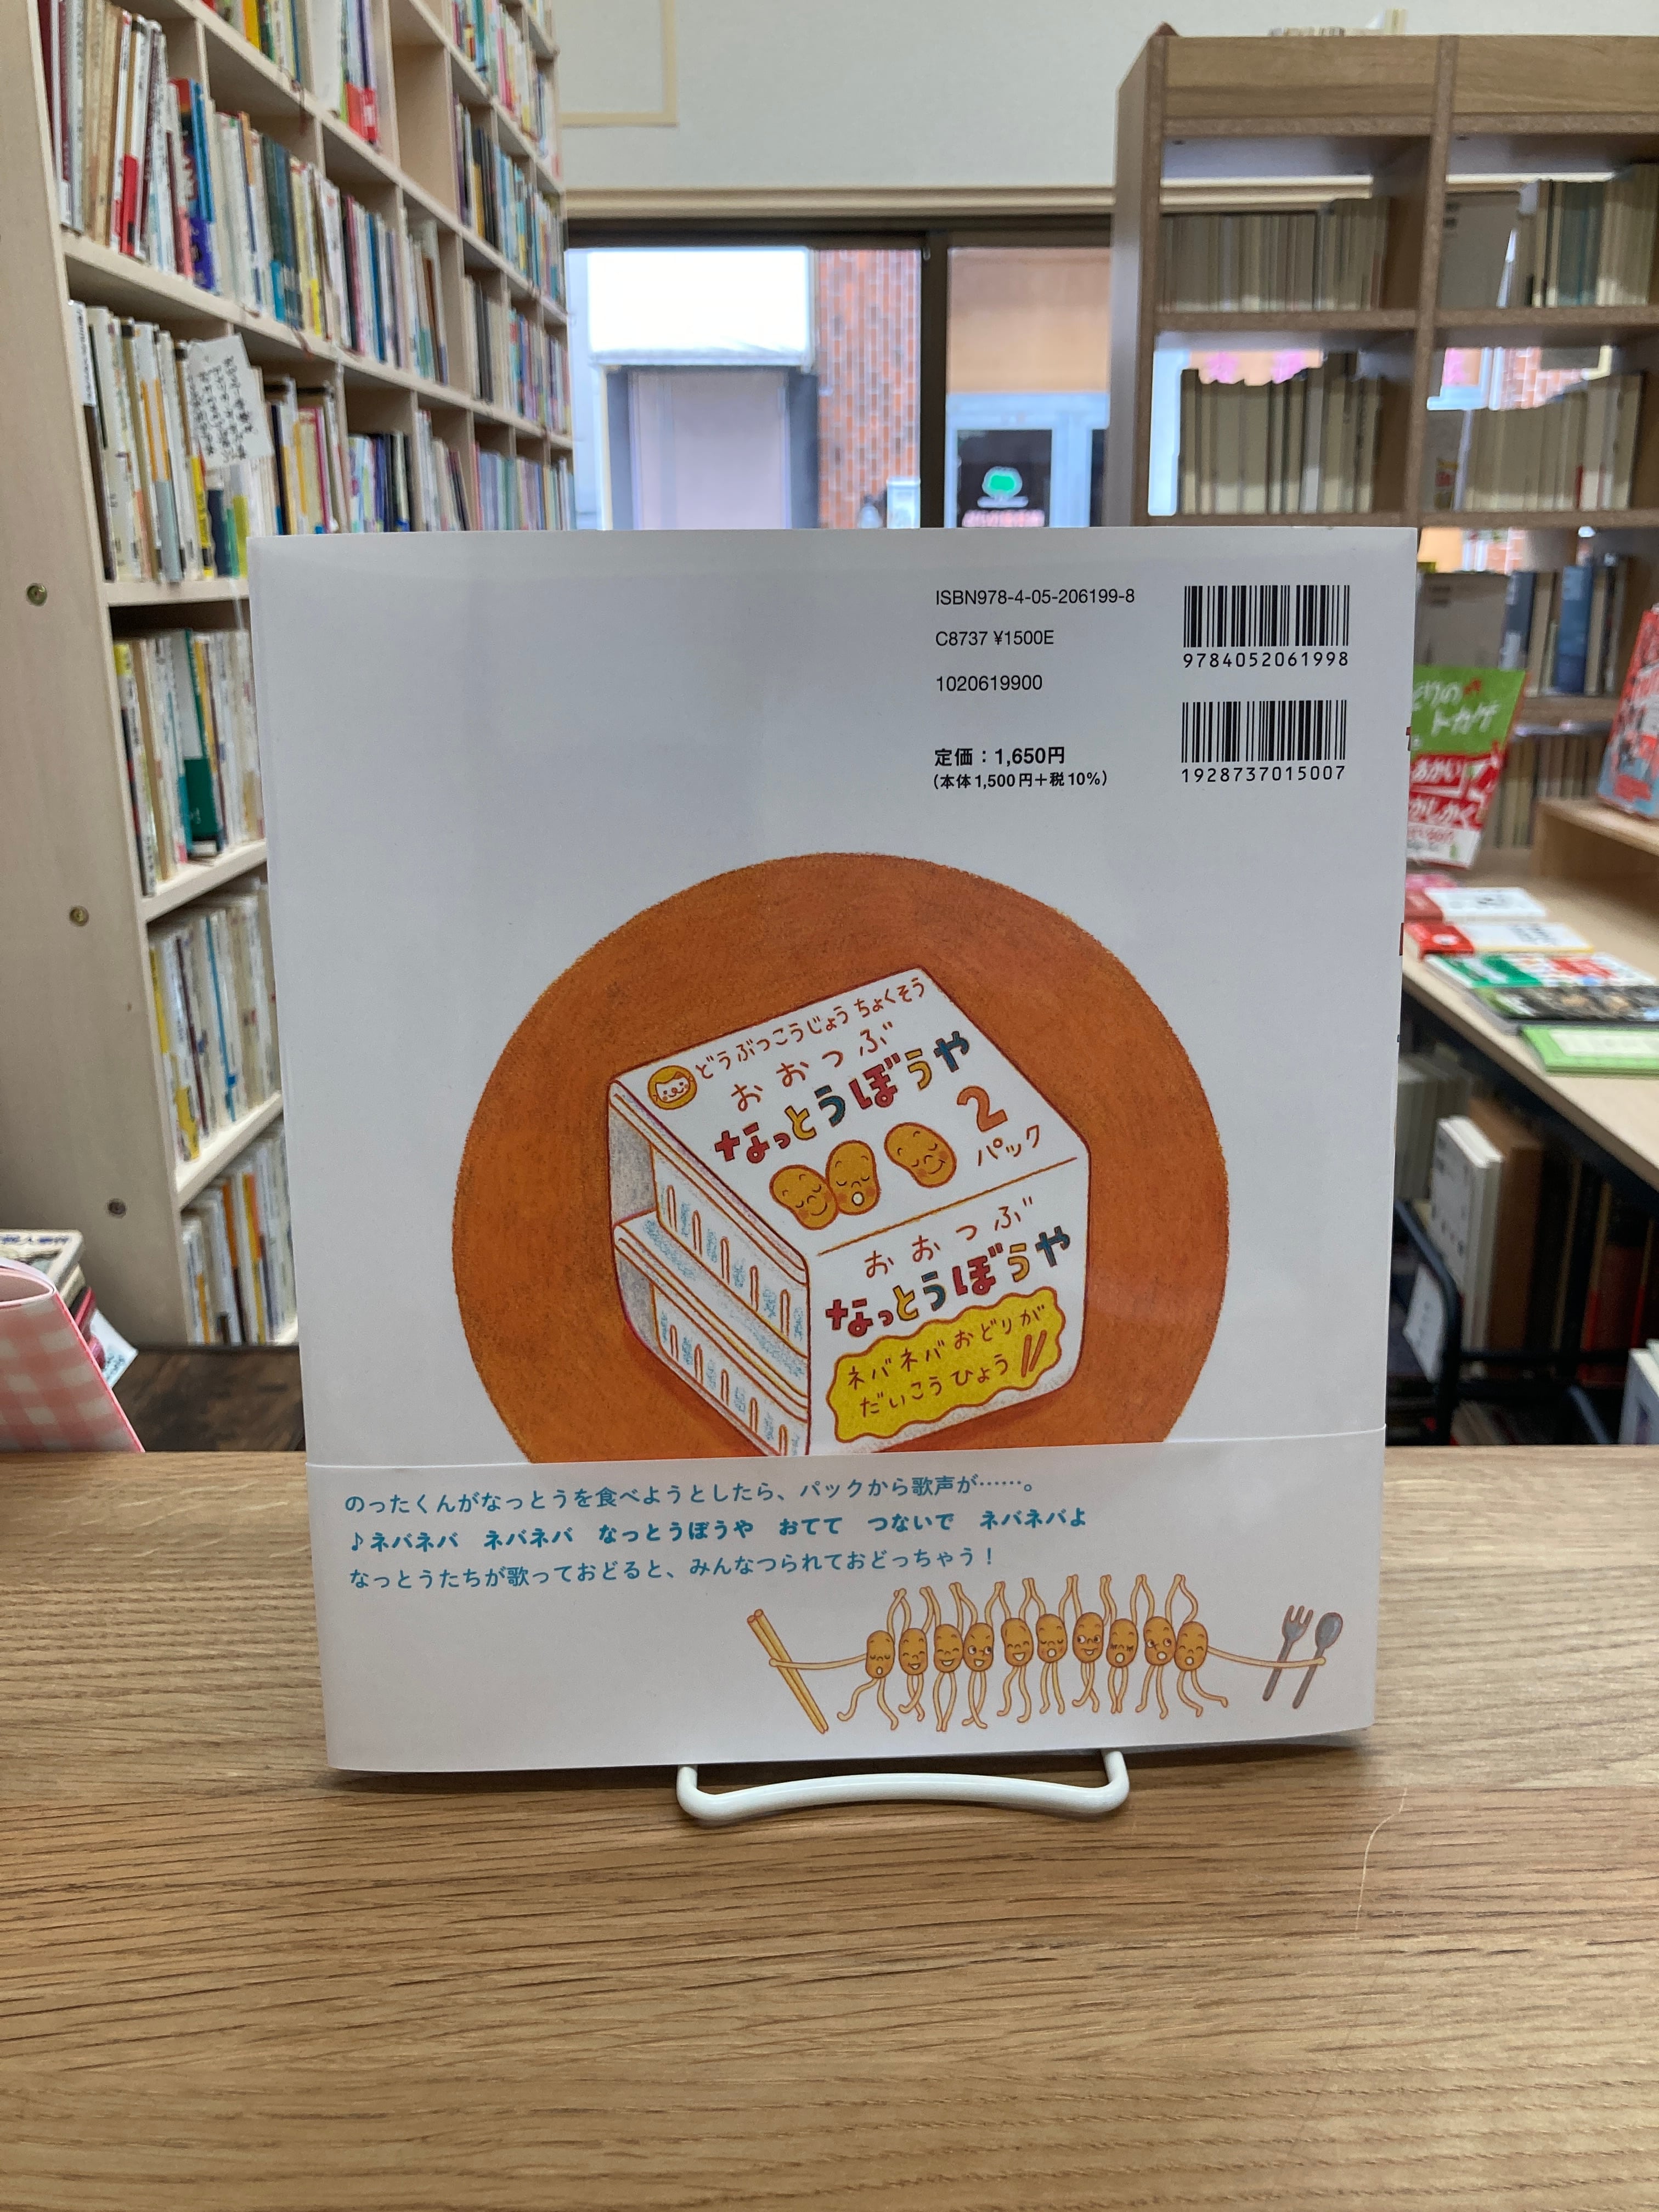 ISBN978-4-05-206199-8
C8737 ¥1500E
1020619900
定価：1,650円
（本体1,500円＋税10％）
9784052061998
1928737015007
どうぶつこうじょうちょくそう
おおつぶ
なっとうぼうや
2
パック
おおつぶ
なっとうぼうや
ネバネバおどりが
だいこうひょう!!
のったくんがなっとうを食べようとしたら、パックから歌声が……。
♪ネバネバ　ネバネバ　なっとうぼうや　おてて　つないで　ネバネバよ
なっとうたちが歌っておどると、みんなつられておどっちゃう！
トカゲ